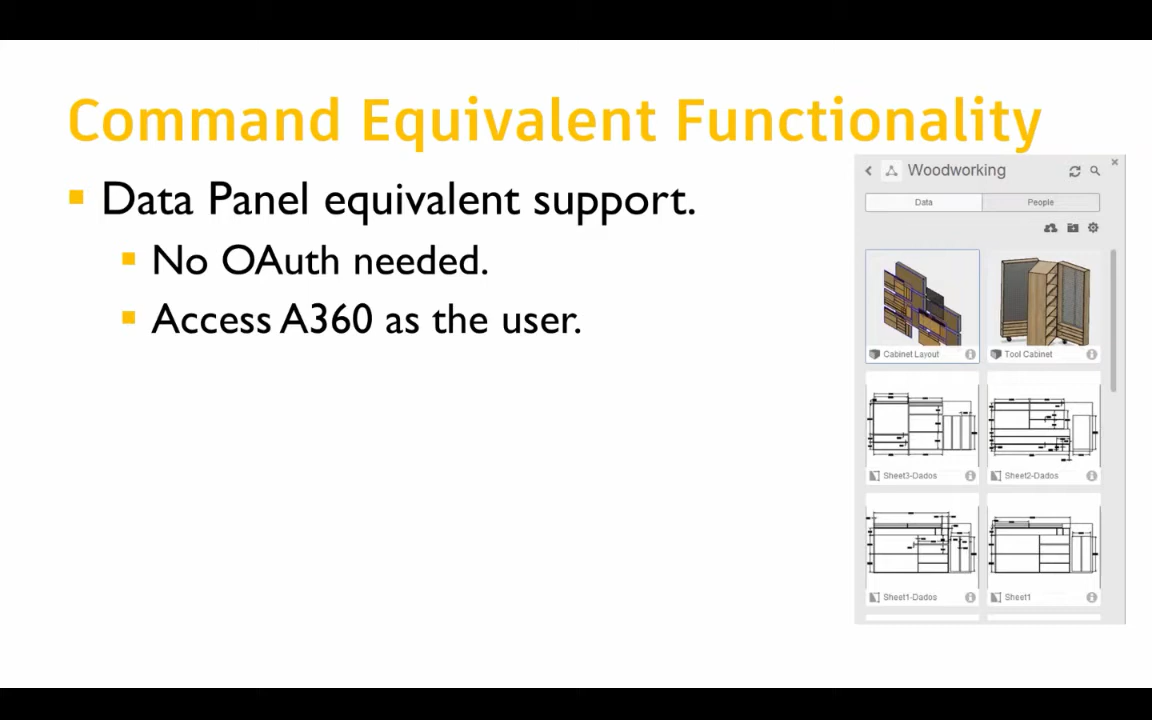 Command Equivalent Functionality
Data Panel equivalent support.
No OAuth needed.
Access A360 as the user.
Woodworking
Data
People
Cabinet Layout
Tool Cabinet
Sheet3-Dados
Sheet2-Dados
Sheet1-Dados
Sheet1